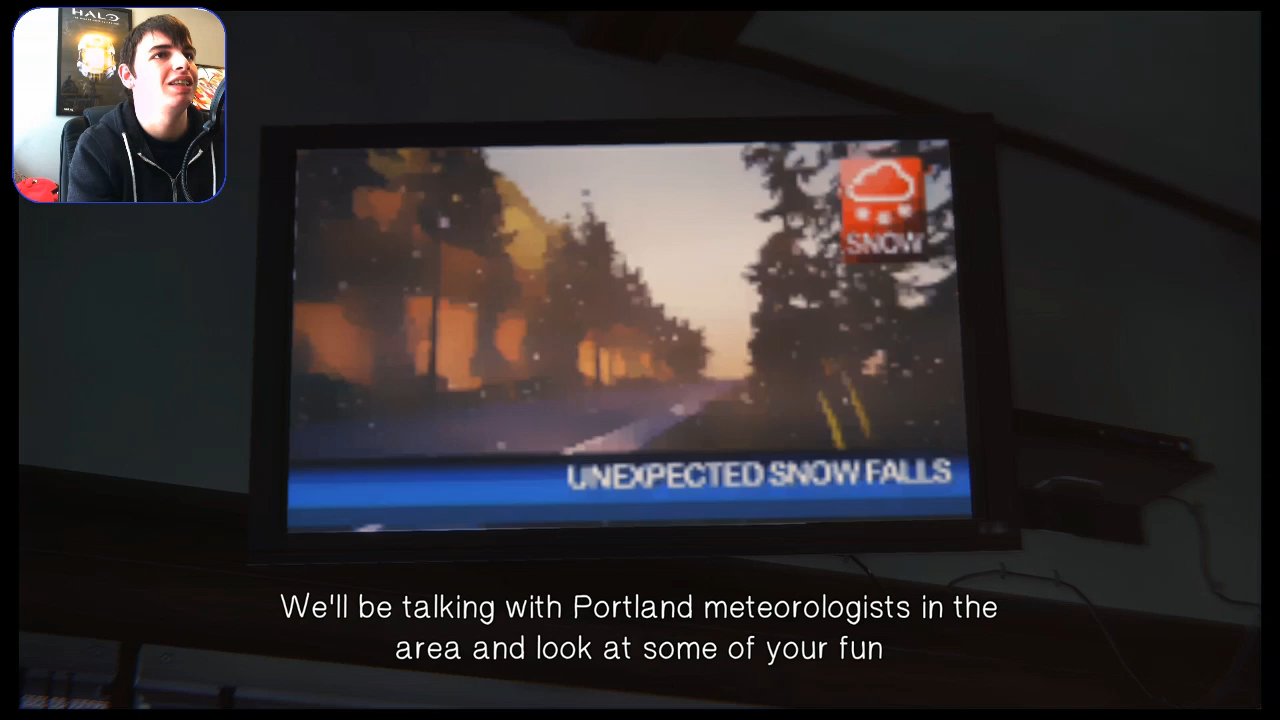 HALO
SNOW
UNEXPECTED SNOW FALLS
We'll be talking with Portland meteorologists in the
area and look at some of your fun